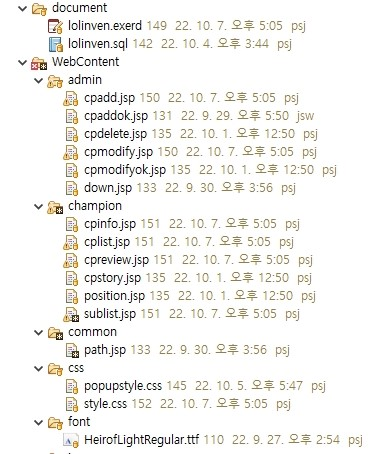 document
lolinven.exerd 149 22. 10. 7. 오후 5:05 psj
lolinven.sql 142 22. 10. 4. 오후 3:44 psj
WebContent
admin
cpadd.jsp 150 22. 10. 7. 오후 5:05 psj
cpaddok.jsp 131 22. 9. 29. 오후 5:50 jsw
cpdelete.jsp 135 22. 10. 1. 오후 12:50 psj
cpmodify.jsp 150 22. 10. 7. 오후 5:05 psj
cpmodifyok.jsp 135 22. 10. 1. 오후 12:50 psj
down.jsp 133 22. 9. 30. 오후 3:56 psj
champion
cpinfo.jsp 151 22. 10. 7. 오후 5:05 psj
cplist.jsp 151 22. 10. 7. 오후 5:05 psj
cpreview.jsp 151 22. 10. 7. 오후 5:05 psj
cpstory.jsp 135 22. 10. 1. 오후 12:50 psj
position.jsp 135 22. 10. 1. 오후 12:50 psj
sublist.jsp 151 22. 10. 7. 오후 5:05 psj
common
path.jsp 133 22. 9. 30. 오후 3:56 psj
css
popupstyle.css 145 22. 10. 5. 오후 5:47 psj
style.css 152 22. 10. 7. 오후 5:05 psj
font
HeirofLightRegular.ttf 110 22. 9. 27. 오후 2:54 psj